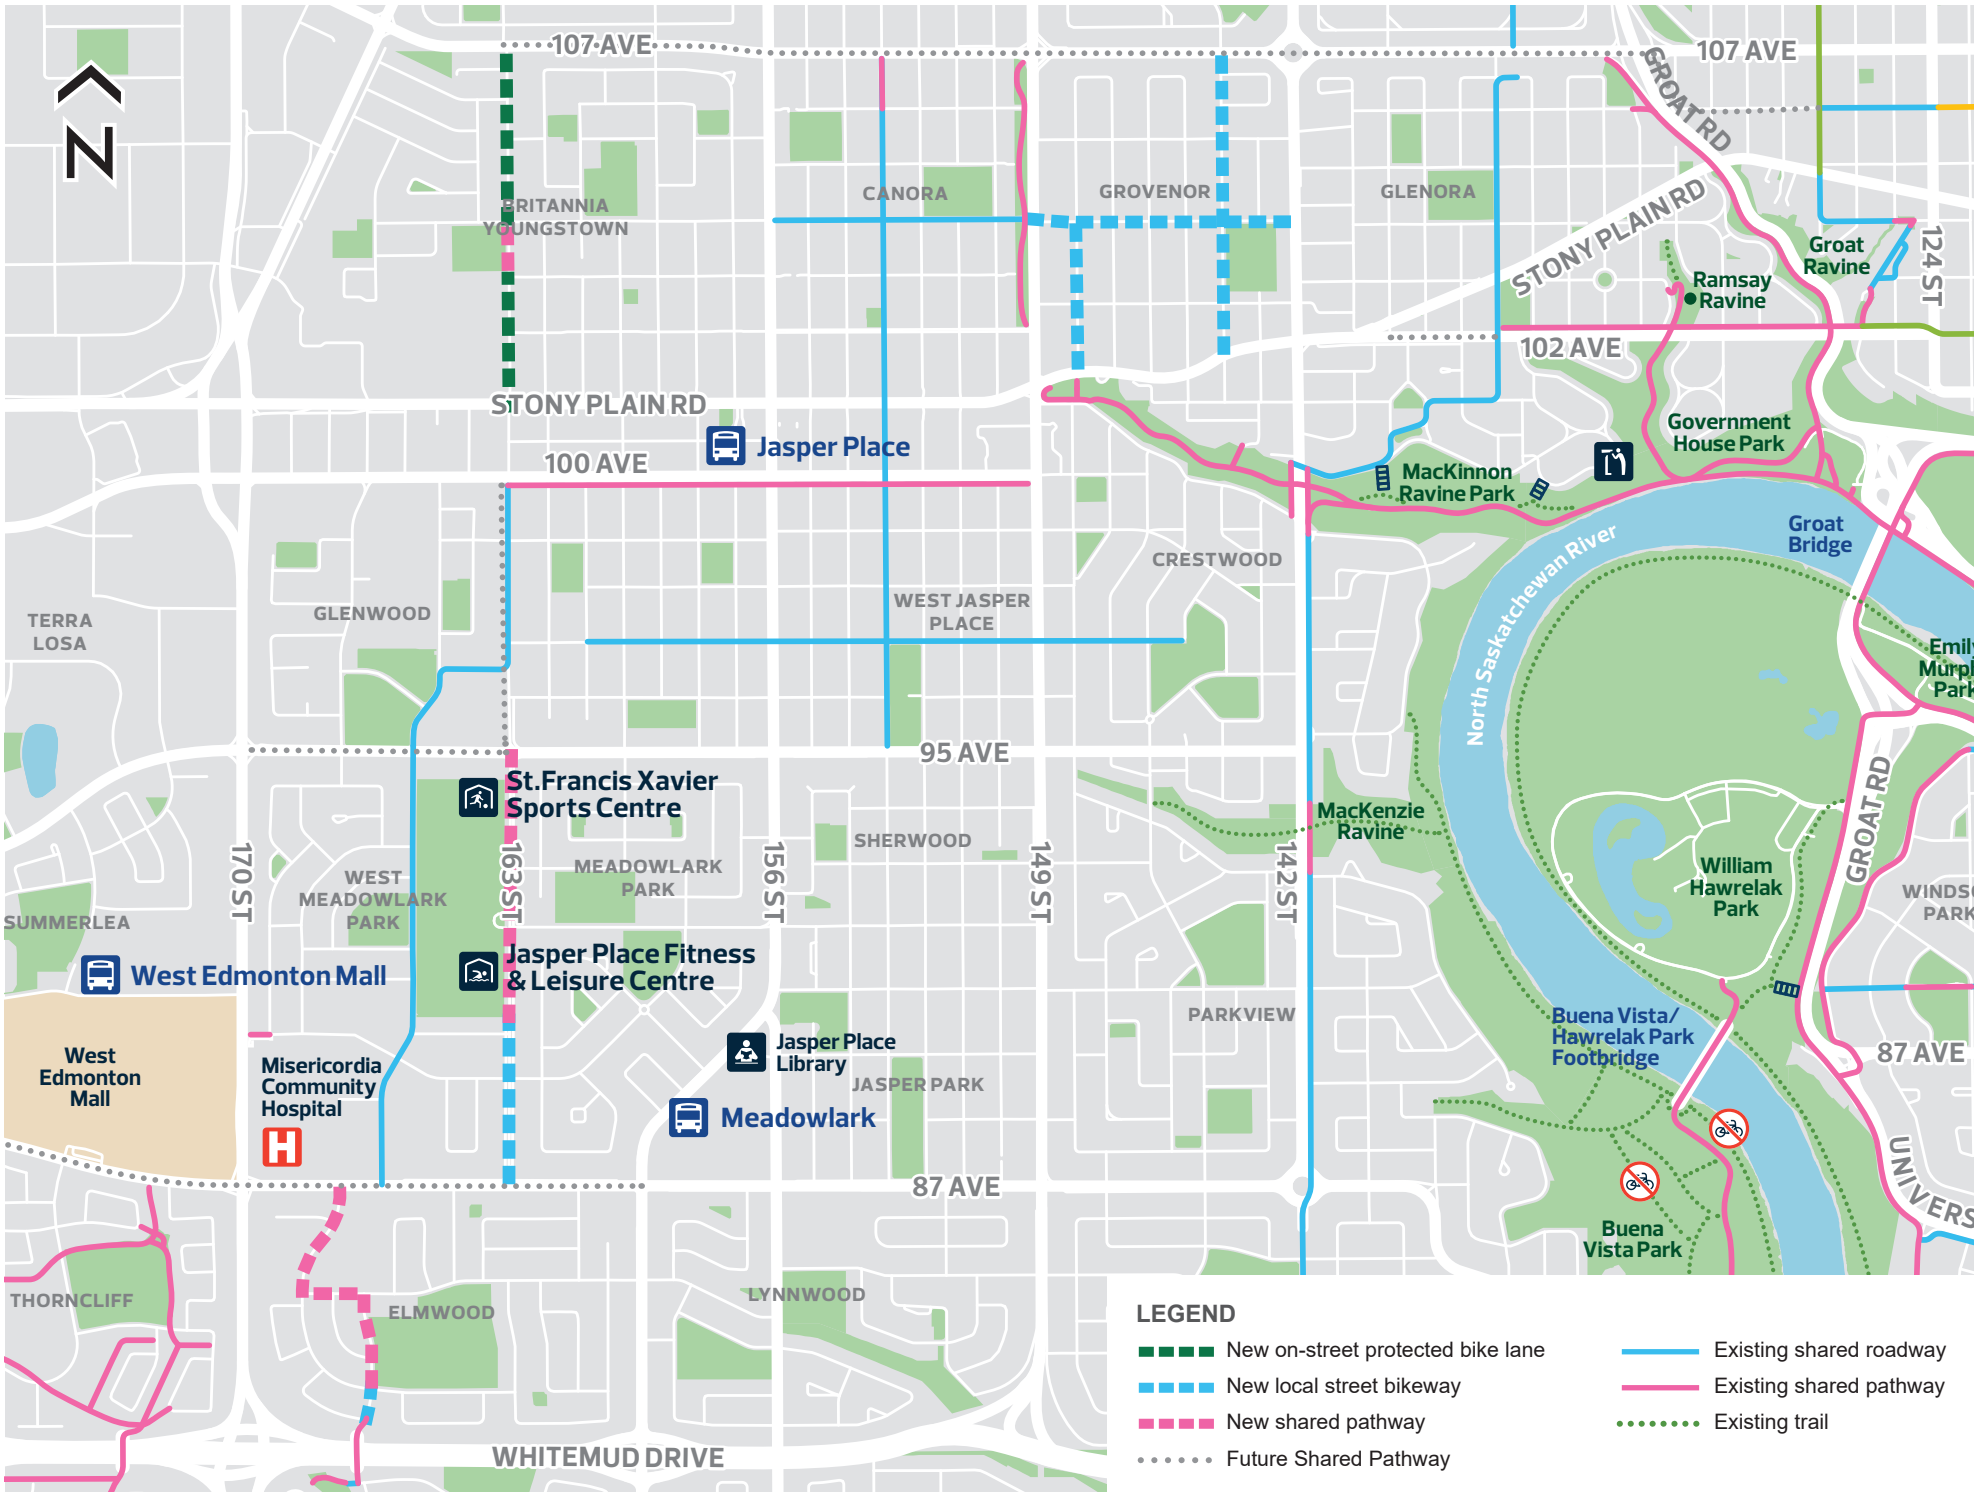 107 AVE
107 AVE
GROAT RD
N
BRITANNIA
YOUNGSTOWN
CANORA
GROVENOR
GLENORA
STONY PLAIN RD
Groat
Ravine
124 ST
Ramsay
Ravine
102 AVE
STONY PLAIN RD
Jasper Place
100 AVE
Government
House Park
MacKinnon
Ravine Park
Groat
Bridge
North Saskatchewan River
CRESTWOOD
TERRA
LOSA
GLENWOOD
WEST JASPER
PLACE
95 AVE
St.Francis Xavier
Sports Centre
170 ST
163 ST
156 ST
149 ST
142 ST
SHERWOOD
MEADOWLARK
PARK
WEST
MEADOWLARK
PARK
SUMMERLEA
MacKenzie
Ravine
William
Hawrelak
Park
GROAT RD
West Edmonton Mall
Jasper Place Fitness
& Leisure Centre
PARKVIEW
Buena Vista/
Hawrelak Park
Footbridge
87 AVE
West
Edmonton
Mall
Misericordia
Community
Hospital
H
Jasper Place
Library
JASPER PARK
Meadowlark
87 AVE
Buena
Vista Park
THORNCLIFF
ELMWOOD
LYNNWOOD
WHITEMUD DRIVE
LEGEND
New on-street protected bike lane
New local street bikeway
New shared pathway
Future Shared Pathway
Existing shared roadway
Existing shared pathway
Existing trail
PARK
Park